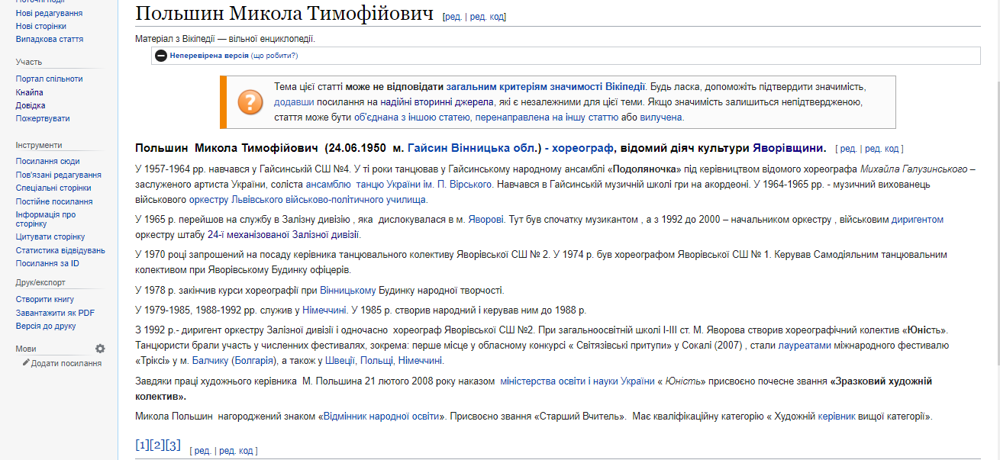 Поточні події
Нові редагування
Нові сторінки
Випадкова стаття
Участь
Портал спільноти
Кнайпа
Довідка
Пожертвувати
Інструменти
Посилання сюди
Пов'язані редагування
Спеціальні сторінки
Постійне посилання
Інформація про
сторінку
Цитувати сторінку
Статистика відвідувань
Посилання за ID
Друк/експорт
Створити книгу
Завантажити як PDF
Версія до друку
Мови
Додати посилання
Польшин Микола Тимофійович [ред. | ред. код]
Матеріал з Вікіпедії — вільної енциклопедії.
Неперевірена версія (що робити?)
Тема цієї статті може не відповідати загальним критеріям значимості Вікіпедії. Будь ласка, допоможіть підтвердити значимість,
додавши посилання на надійні вторинні джерела, які є незалежними для цієї теми. Якщо значимість залишиться непідтвердженою,
стаття може бути об'єднана з іншою статею, перенаправлена на іншу статтю або вилучена.
Польшин Микола Тимофійович (24.06.1950 м. Гайсин Вінницька обл.) - хореограф, відомий діяч культури Яворівщини. [ ред. | ред. код ]
У 1957-1964 рр. навчався у Гайсинській СШ №4. У ті роки танцював у Гайсинському народному ансамблі «Подоляночка» під керівництвом відомого хореографа Михайла Галузинського –
заслуженого артиста України, соліста ансамблю танцю України ім. П. Вірського. Навчався в Гайсинській музичній школі гри на акордеоні. У 1964-1965 рр. - музичний вихованець
військового оркестру Львівського військово-політичного училища.
У 1965 р. перейшов на службу в Залізну дивізію , яка дислокувалася в м. Яворові. Тут був спочатку музикантом , а з 1992 до 2000 – начальником оркестру , військовим диригентом
оркестру штабу 24-ї механізованої Залізної дивізії.
У 1970 році запрошений на посаду керівника танцювального колективу Яворівської СШ № 2. У 1974 р. був хореографом Яворівської СШ № 1. Керував Самодіяльним танцювальним
колективом при Яворівському Будинку офіцерів.
У 1978 р. закінчив курси хореографії при Вінницькому Будинку народної творчості.
У 1979-1985, 1988-1992 рр. служив у Німеччині. У 1985 р. створив народний і керував ним до 1988 р.
З 1992 р.- диригент оркестру Залізної дивізії і одночасно хореограф Яворівської СШ №2. При загальноосвітній школі І-ІІІ ст. М. Яворова створив хореографічний колектив «Юність».
Танцюристи брали участь у численних фестивалях, зокрема: перше місце у обласному конкурсі « Світязівські притупи» у Сокалі (2007) , стали лауреатами міжнародного фестивалю
«Тріксі» у м. Балчику (Болгарія), а також у Швеції, Польщі, Німеччині.
Завдяки праці художнього керівника М. Польшина 21 лютого 2008 року наказом міністерства освіти і науки України « Юність» присвоєно почесне звання «Зразковий художній
колектив».
Микола Польшин нагороджений знаком «Відмінник народної освіти». Присвоєно звання «Старший Вчитель». Має кваліфікаційну категорію « Художній керівник вищої категорії».
[1][2][3] [ ред. | ред. код ]